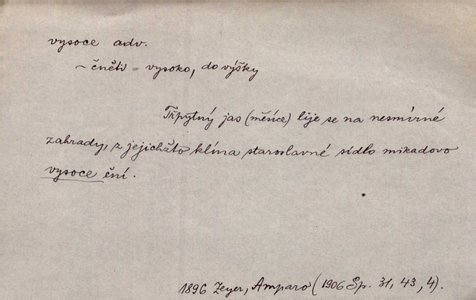 vysoce adv.
~ čněti = vysoko, do výšky
Třpytný jas (měsíce) lije se na nesmírné
zahrady, z jejichžto klína staroslavné sídlo mikadovo
vysoce ční.
1896 Zeyer, Amparo (1906 Sp. 31, 43, 4).